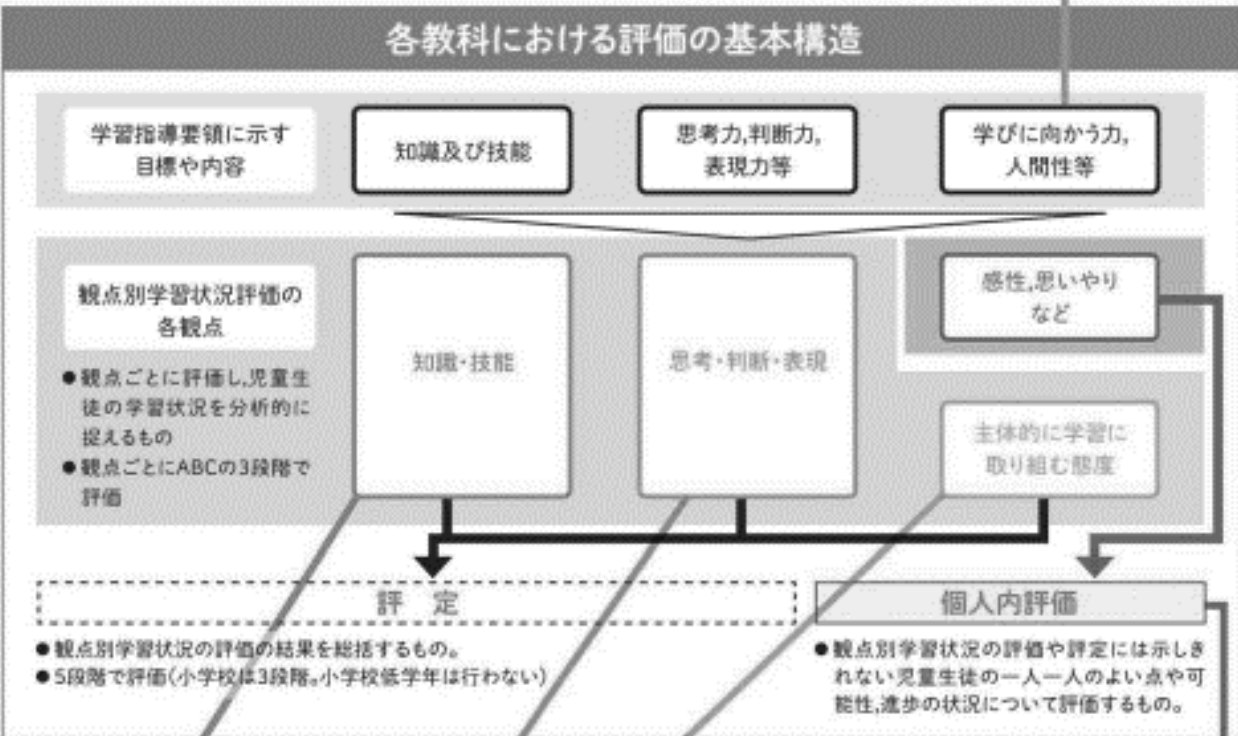 各教科における評価の基本構造
学習指導要領に示す
目標や内容
知識及び技能
思考力,判断力,
表現力等
学びに向かう力,
人間性等
観点別学習状況評価の
各観点
●観点ごとに評価し,児童生
徒の学習状況を分析的に
捉えるもの
●観点ごとにABCの3段階で
評価
知識・技能
思考・判断・表現
感性,思いやり
など
主体的に学習に
取り組む態度
評 定
●観点別学習状況の評価の結果を総括するもの。
●5段階で評価(小学校は3段階。小学校低学年は行わない)
個人内評価
●観点別学習状況の評価や評定には示しき
れない児童生徒の一人一人のよい点や可
能性,進歩の状況について評価するもの。